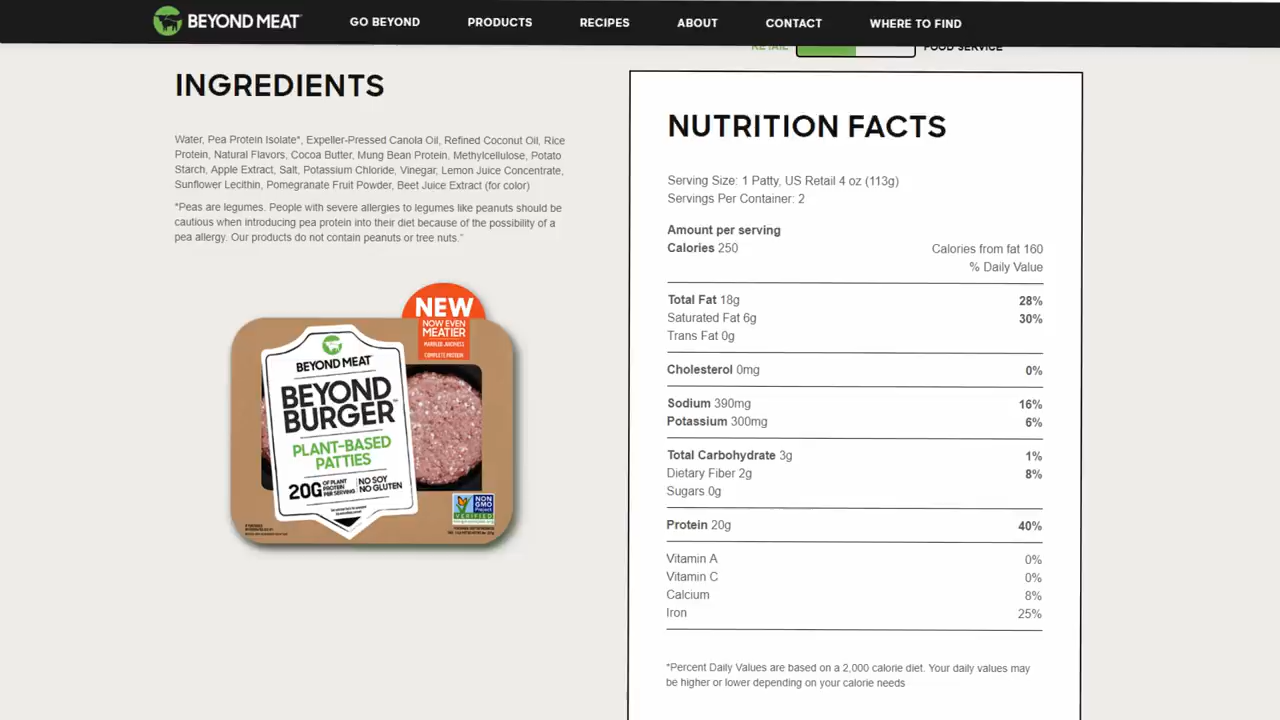 BEYOND MEAT
GO BEYOND
PRODUCTS
RECIPES
ABOUT
CONTACT
WHERE TO FIND
RETAIL
FOOD SERVICE
INGREDIENTS
Water, Pea Protein Isolate*, Expeller-Pressed Canola Oil, Refined Coconut Oil, Rice
Protein, Natural Flavors, Cocoa Butter, Mung Bean Protein, Methylcellulose, Potato
Starch, Apple Extract, Salt, Potassium Chloride, Vinegar, Lemon Juice Concentrate,
Sunflower Lecithin, Pomegranate Fruit Powder, Beet Juice Extract (for color)
*Peas are legumes. People with severe allergies to legumes like peanuts should be
cautious when introducing pea protein into their diet because of the possibility of a
pea allergy. Our products do not contain peanuts or tree nuts."
NEW
NOW EVEN
MEATIER
COMPLETE PROTEIN
BEYOND MEAT
BEYOND
BURGER™
PLANT-BASED
PATTIES
20G OF PLANT PROTEIN PER SERVING
NO SOY
NO GLUTEN
NON
GMO
Project
VERIFIED
NUTRITION FACTS
Serving Size: 1 Patty, US Retail 4 oz (113g)
Servings Per Container: 2
Amount per serving
Calories 250 Calories from fat 160
% Daily Value
Total Fat 18g 28%
Saturated Fat 6g 30%
Trans Fat 0g
Cholesterol 0mg 0%
Sodium 390mg 16%
Potassium 300mg 6%
Total Carbohydrate 3g 1%
Dietary Fiber 2g 8%
Sugars 0g
Protein 20g 40%
Vitamin A 0%
Vitamin C 0%
Calcium 8%
Iron 25%
*Percent Daily Values are based on a 2,000 calorie diet. Your daily values may
be higher or lower depending on your calorie needs